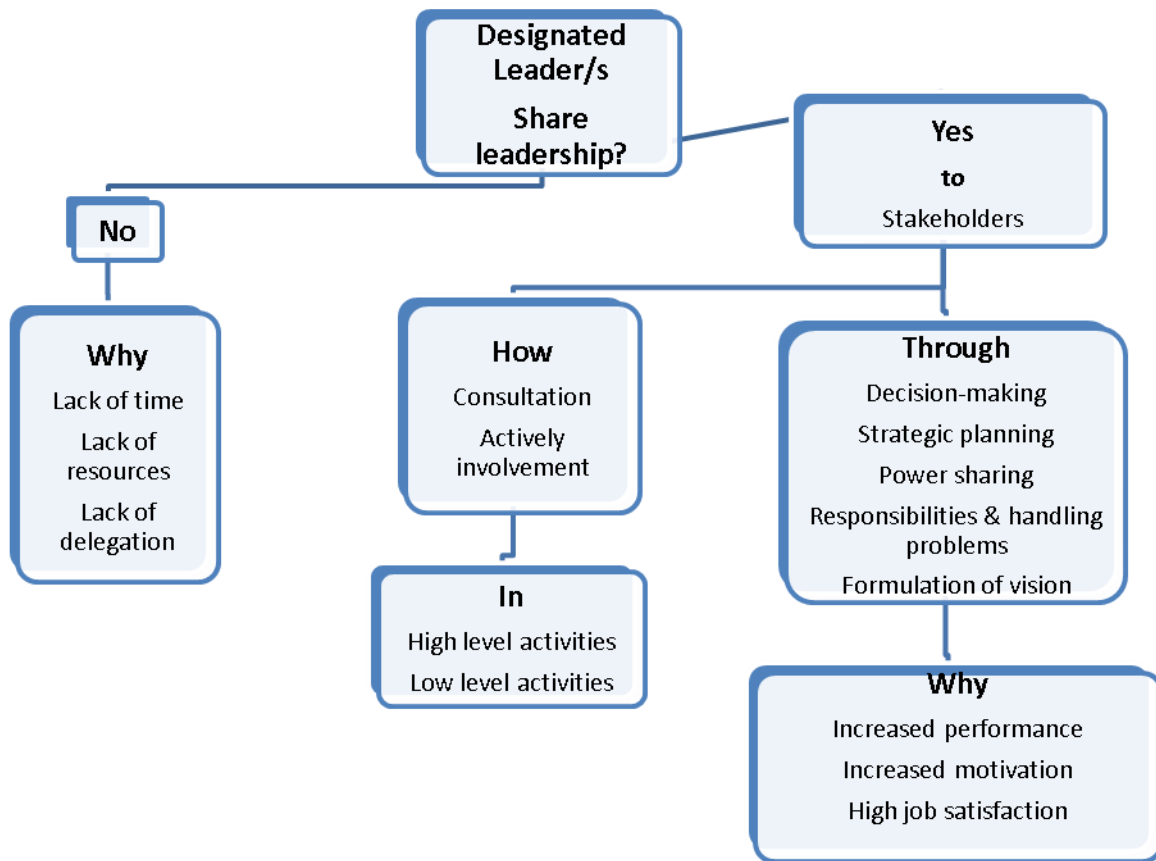 Designated
Leader/s
Share
leadership?
Yes
to
Stakeholders
No
Why
Lack of time
Lack of
resources
Lack of
delegation
How
Consultation
Actively
involvement
In
High level activities
Low level activities
Through
Decision-making
Strategic planning
Power sharing
Responsibilities & handling
problems
Formulation of vision
Why
Increased performance
Increased motivation
High job satisfaction